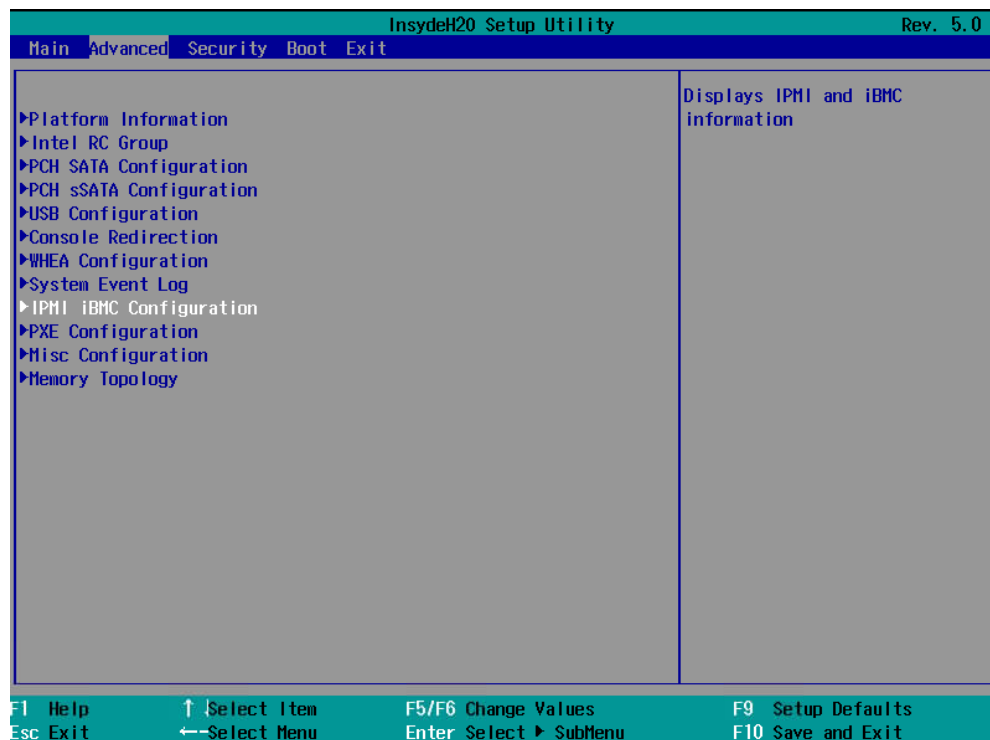 InsydeH20 Setup Utility Rev. 5.0
Main Advanced Security Boot Exit
Displays IPMI and iBMC
information
▶Platform Information
▶Intel RC Group
▶PCH SATA Configuration
▶PCH sSATA Configuration
▶USB Configuration
▶Console Redirection
▶WHEA Configuration
▶System Event Log
▶IPMI iBMC Configuration
▶PXE Configuration
▶Misc Configuration
▶Memory Topology
F1 Help ↑↓Select Item F5/F6 Change Values F9 Setup Defaults
Esc Exit ←→Select Menu Enter Select ▶ SubMenu F10 Save and Exit